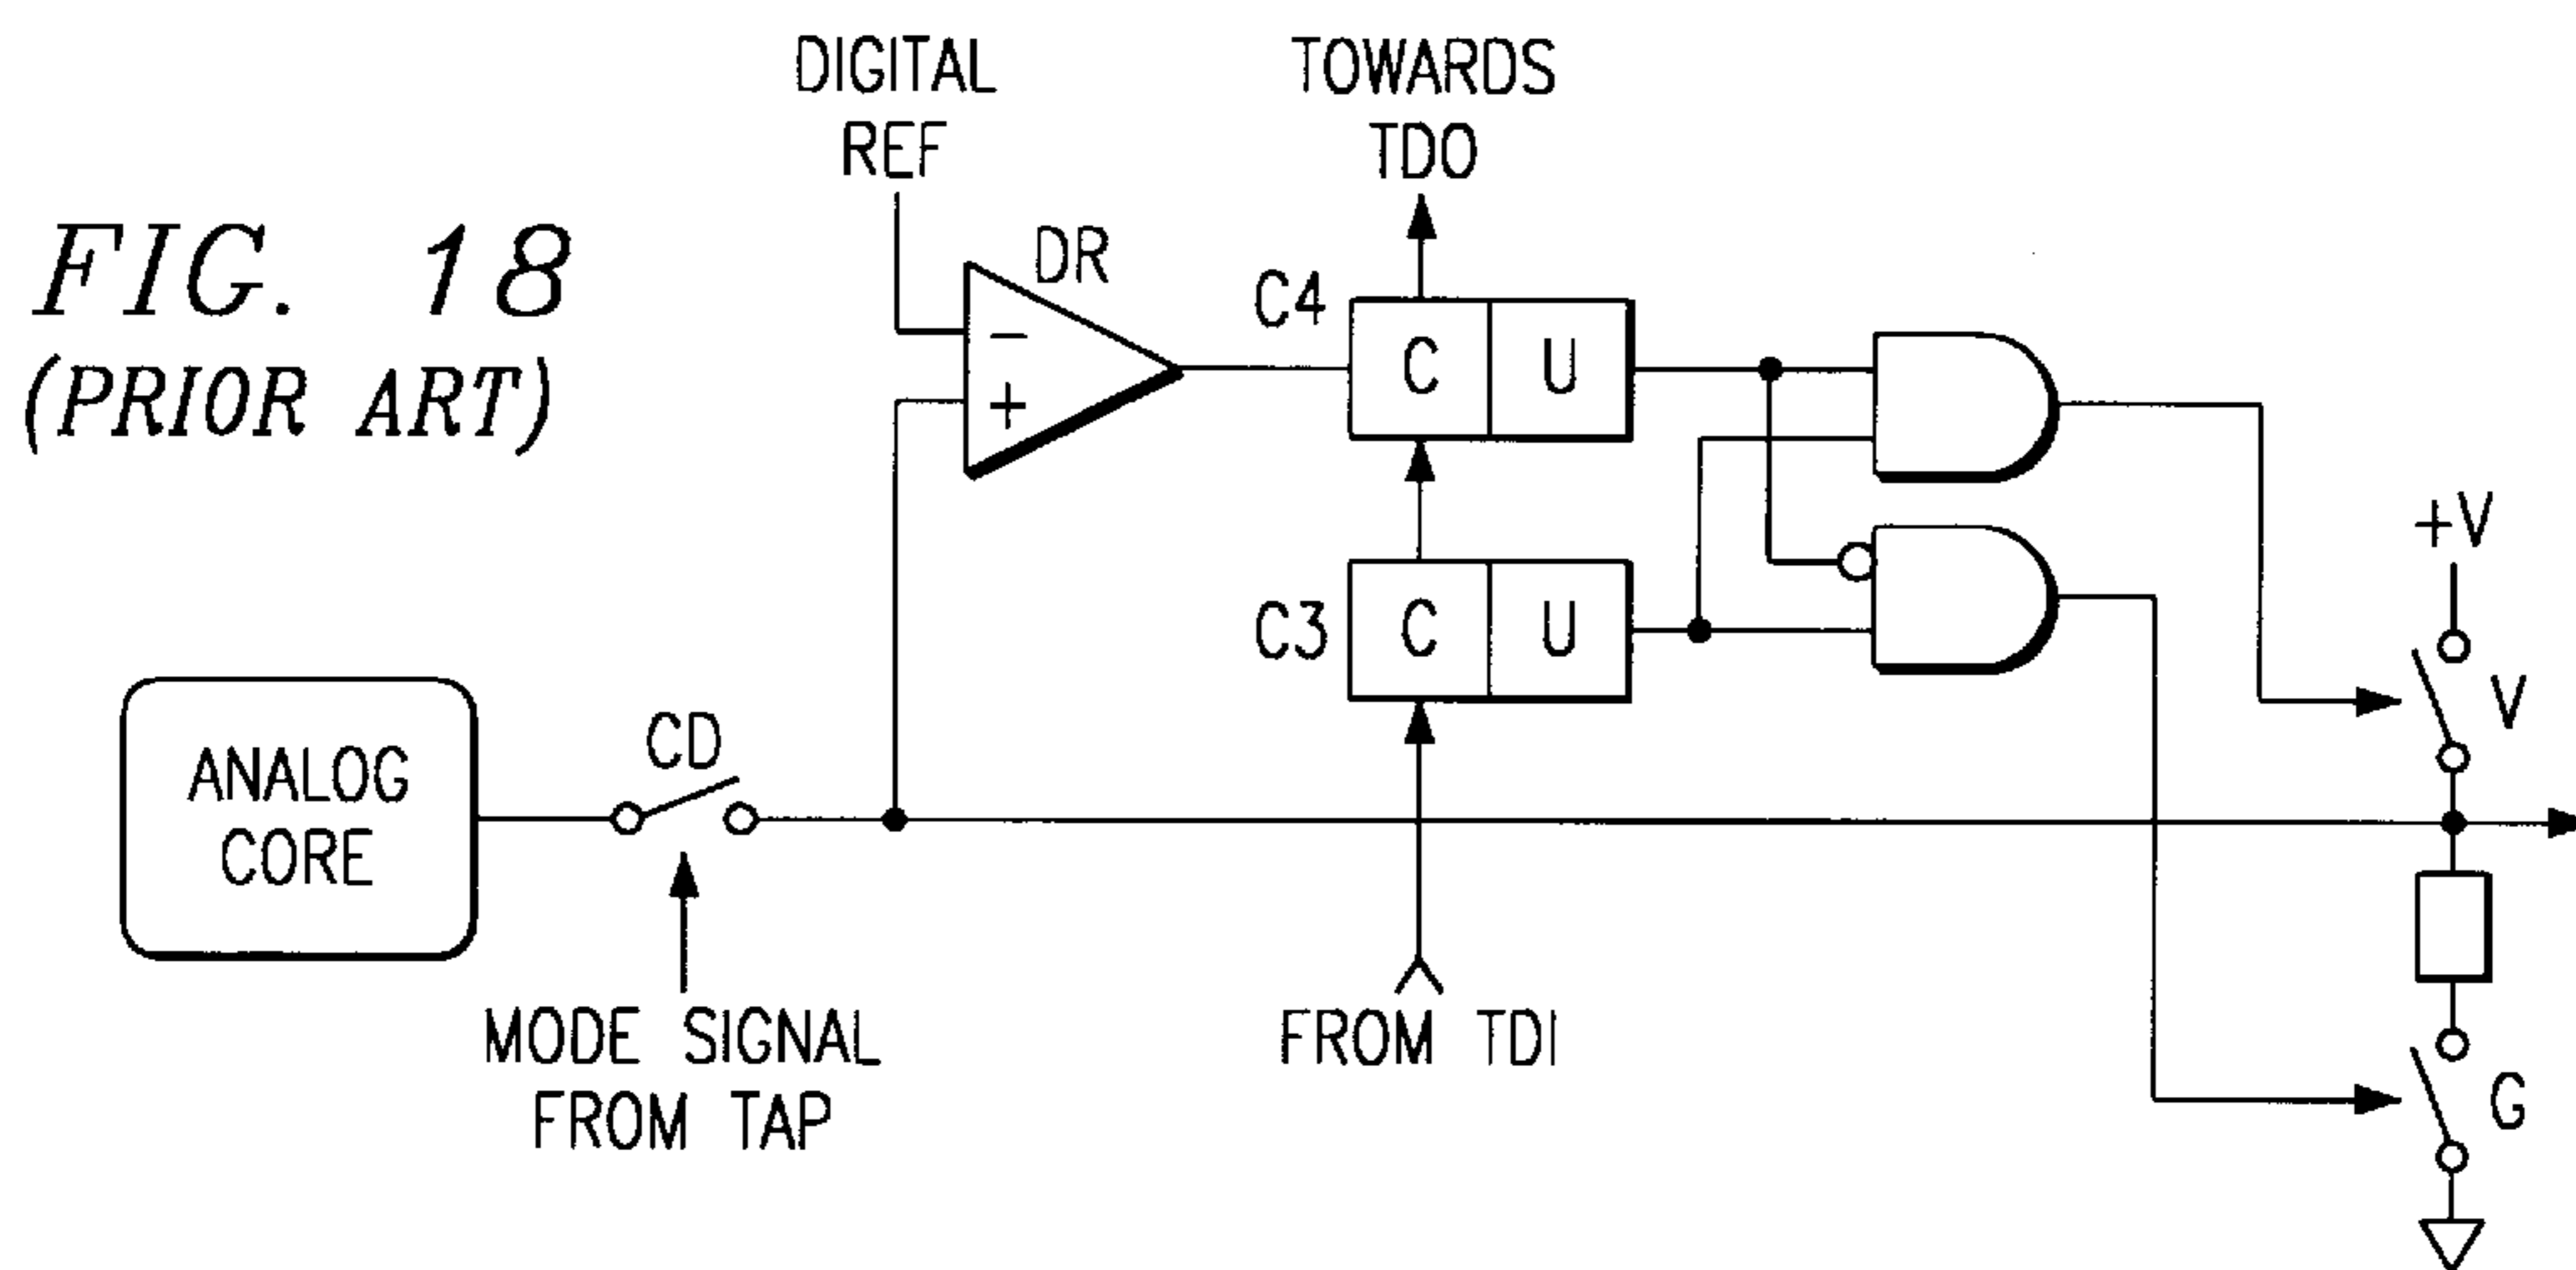 FIG. 18
(PRIOR ART)
DIGITAL
REF
TOWARDS
TDO
DR
−
+
C4
C U
C3
C U
+V
V
ANALOG
CORE
CD
MODE SIGNAL
FROM TAP
FROM TDI
G